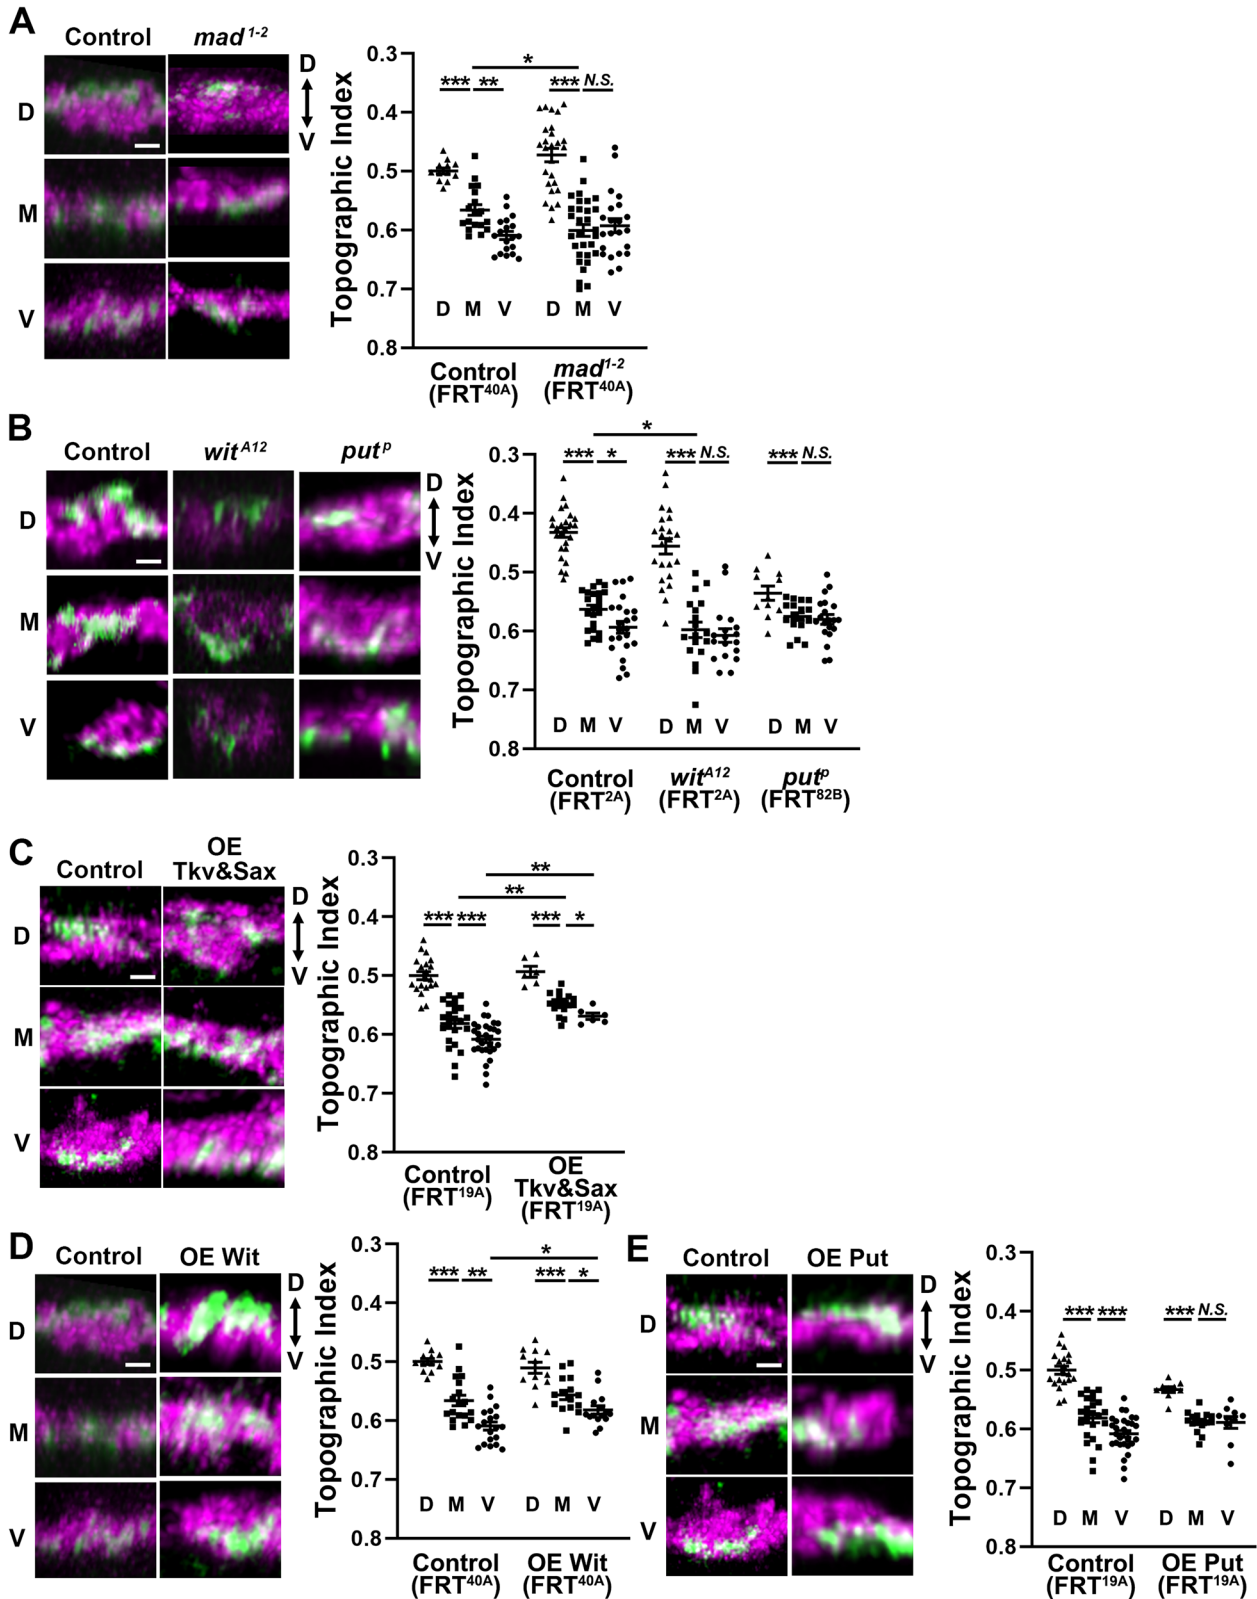 A
Control mad1-2
D
V
D
M
V
Topographic Index
0.3
0.4
0.5
0.6
0.7
0.8
*
*** ** *** N.S.
D M V D M V
Control mad1-2
(FRT40A) (FRT40A)
B
Control witA12 putp
D
V
D
M
V
Topographic Index
0.3
0.4
0.5
0.6
0.7
0.8
*
*** * *** N.S. *** N.S.
D M V D M V D M V
Control witA12 putp
(FRT2A) (FRT2A) (FRT82B)
C
Control OE
Tkv&Sax
D
V
D
M
V
Topographic Index
0.3
0.4
0.5
0.6
0.7
0.8
**
**
*** *** *** *
Control OE
(FRT19A) Tkv&Sax
(FRT19A)
D
Control OE Wit
D
V
D
M
V
Topographic Index
0.3
0.4
0.5
0.6
0.7
0.8
*
*** ** *** *
D M V D M V
Control OE Wit
(FRT40A) (FRT40A)
E
Control OE Put
D
V
D
M
V
Topographic Index
0.3
0.4
0.5
0.6
0.7
0.8
*** *** *** N.S.
D M V D M V
Control OE Put
(FRT19A) (FRT19A)